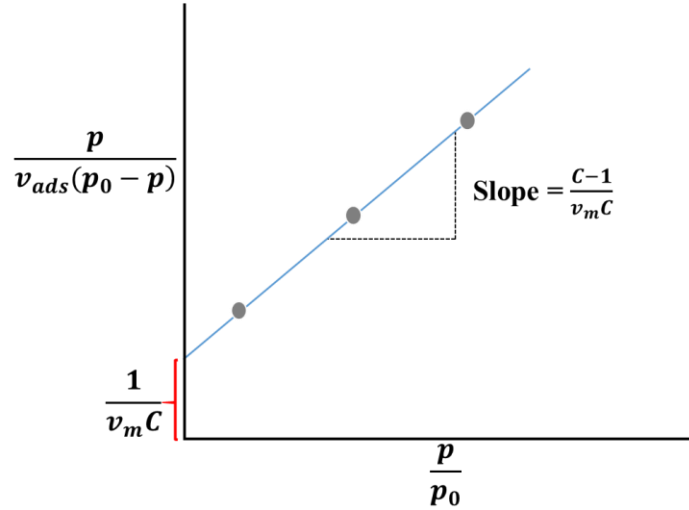 p
v_ads(p_0 − p)
Slope = C−1
v_mC
1
v_mC
p
p_0